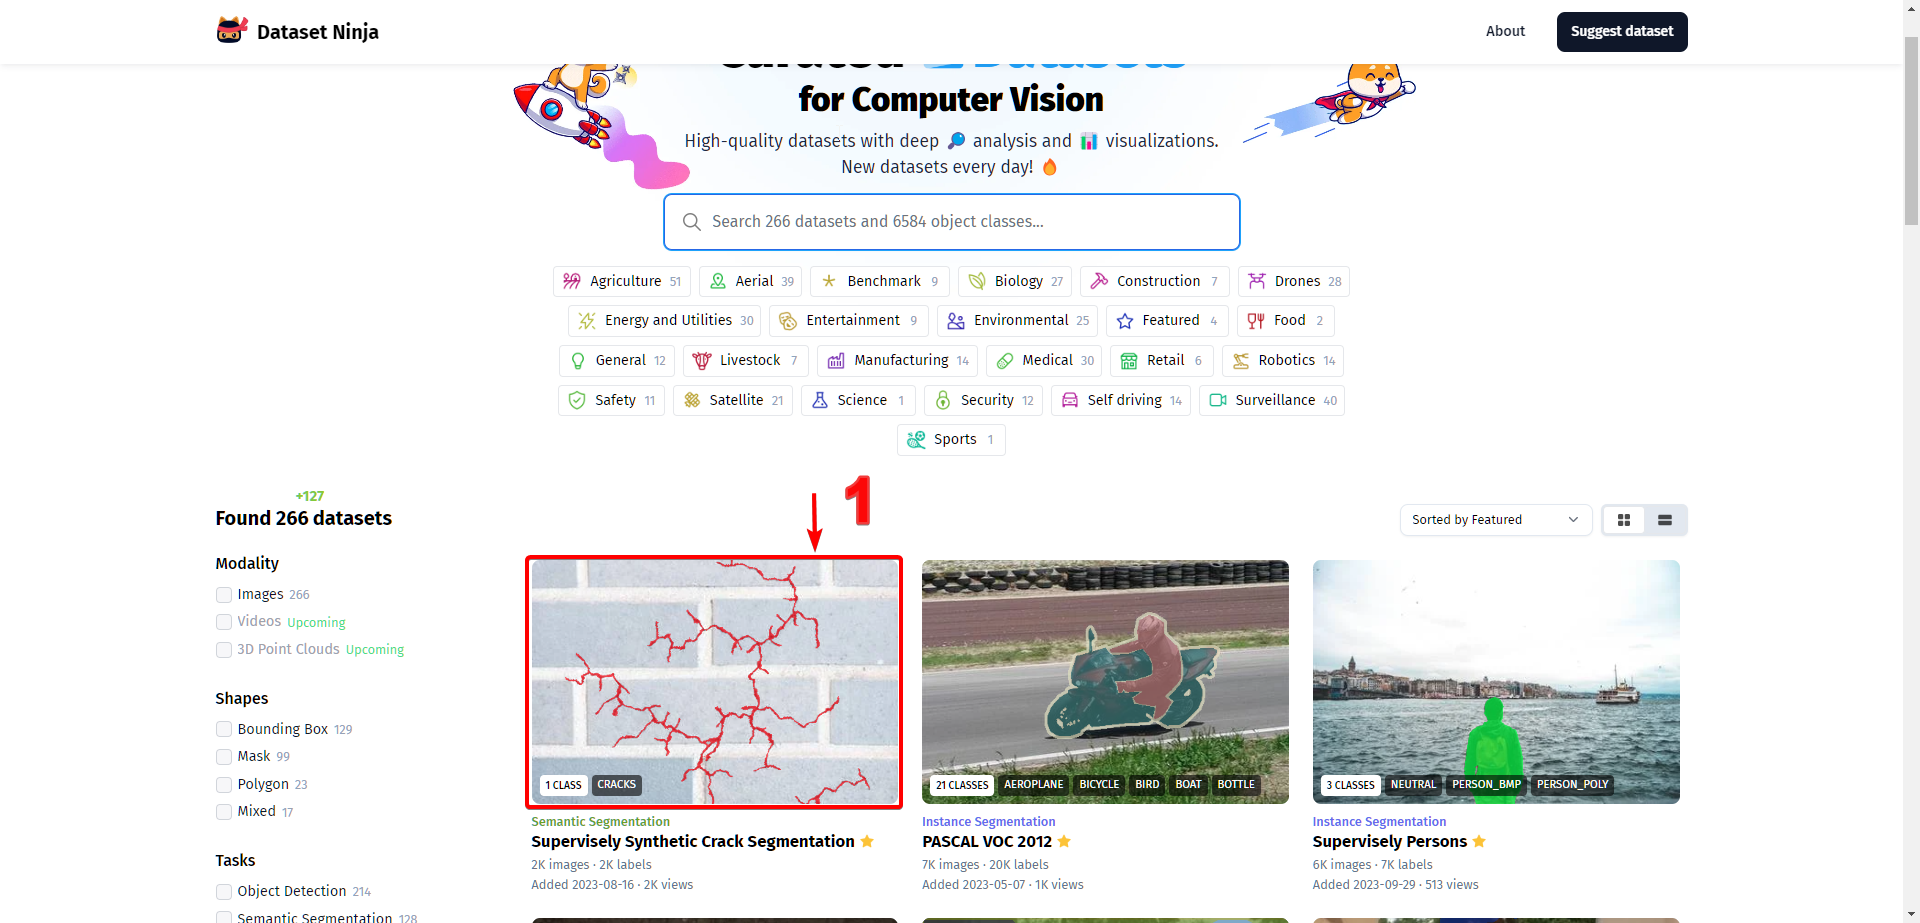 Dataset Ninja
About
Suggest dataset
Curated Datasets
for Computer Vision
High-quality datasets with deep analysis and visualizations.
New datasets every day!
Search 266 datasets and 6584 object classes...
Agriculture 51 Aerial 39 Benchmark 9 Biology 27 Construction 7 Drones 28
Energy and Utilities 30 Entertainment 9 Environmental 25 Featured 4 Food 2
General 12 Livestock 7 Manufacturing 14 Medical 30 Retail 6 Robotics 14
Safety 11 Satellite 21 Science 1 Security 12 Self driving 14 Surveillance 40
Sports 1
+127
Found 266 datasets
1
Sorted by Featured
Modality
Images 266
Videos Upcoming
3D Point Clouds Upcoming
Shapes
Bounding Box 129
Mask 99
Polygon 23
Mixed 17
Tasks
Object Detection 214
Semantic Segmentation 128
1 CLASS CRACKS
Semantic Segmentation
Supervisely Synthetic Crack Segmentation
2K images · 2K labels
Added 2023-08-16 · 2K views
21 CLASSES AEROPLANE BICYCLE BIRD BOAT BOTTLE
Instance Segmentation
PASCAL VOC 2012
7K images · 20K labels
Added 2023-05-07 · 1K views
3 CLASSES NEUTRAL PERSON_BMP PERSON_POLY
Instance Segmentation
Supervisely Persons
6K images · 7K labels
Added 2023-09-29 · 513 views